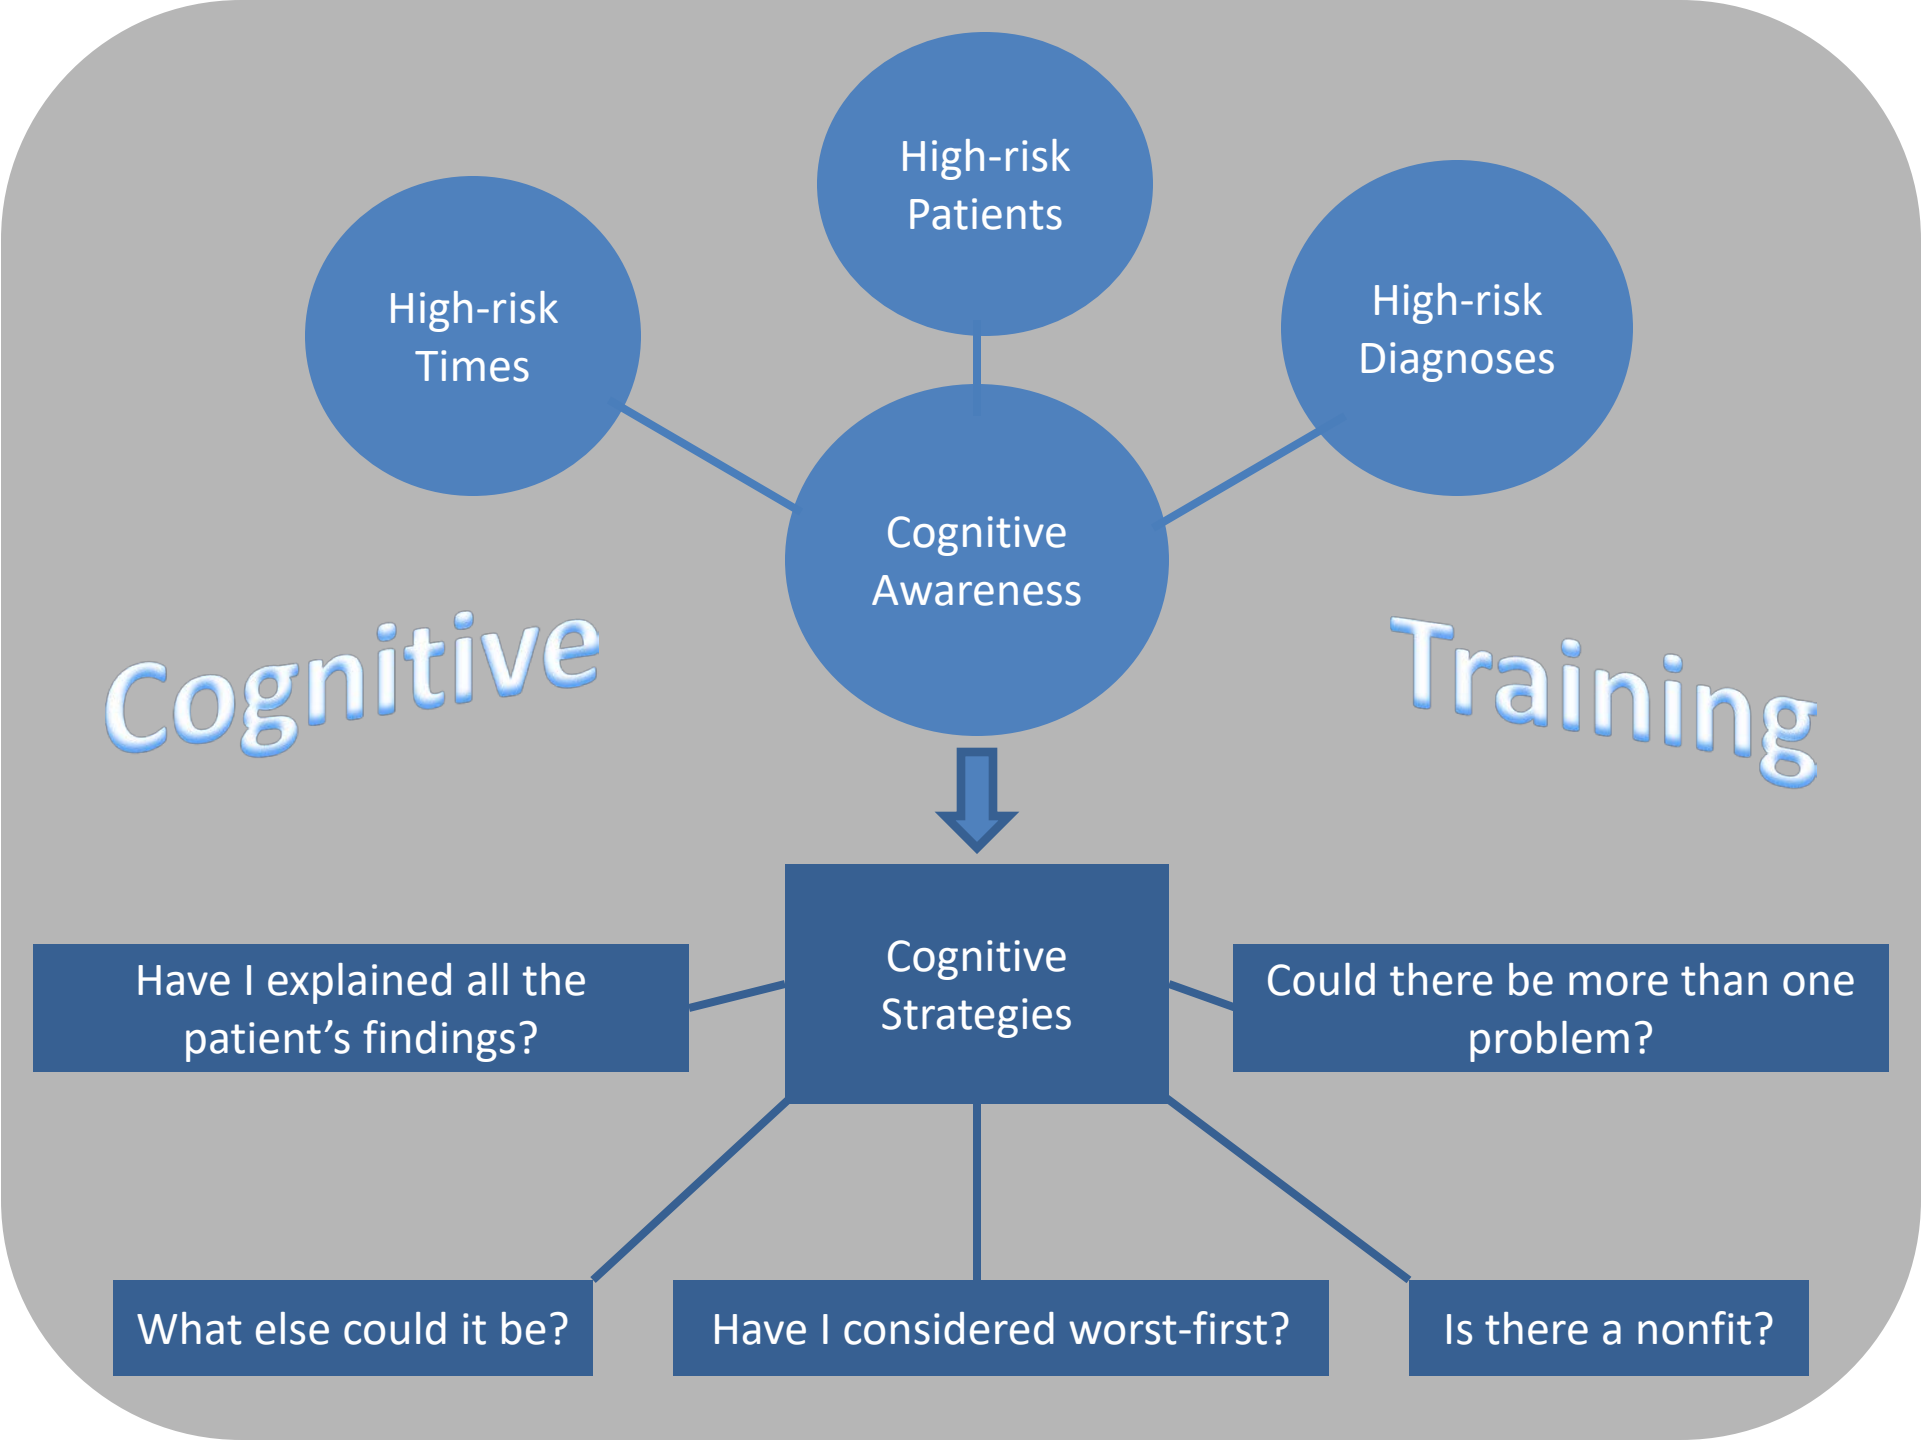 High-risk
Patients
High-risk
Times
High-risk
Diagnoses
Cognitive
Awareness
Cognitive
Training
Cognitive
Strategies
Have I explained all the
patient’s findings?
Could there be more than one
problem?
What else could it be?
Have I considered worst-first?
Is there a nonfit?